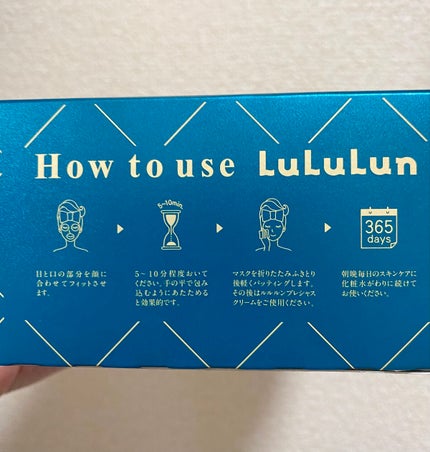 How to use LuLuLun
5~10min.
365
days
目と口の部分を顔に
合わせてフィットさせ
ます。
5~10分程度おいて
ください。手の平で包み
込むようにあたためる
と効果的です。
マスクを折りたたみふきとり
後軽くパッティングします。
その後はルルルンプレシャス
クリームをご使用ください。
朝晩毎日のスキンケアに
化粧水がわりに続けて
お使いください。